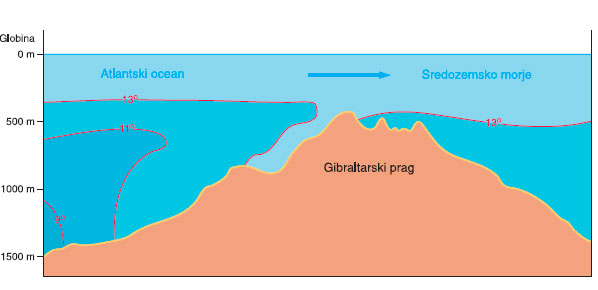 Globina
0 m
Atlantski ocean
Sredozemsko morje
13°
500 m
13°
11°
Gibraltarski prag
1000 m
1500 m